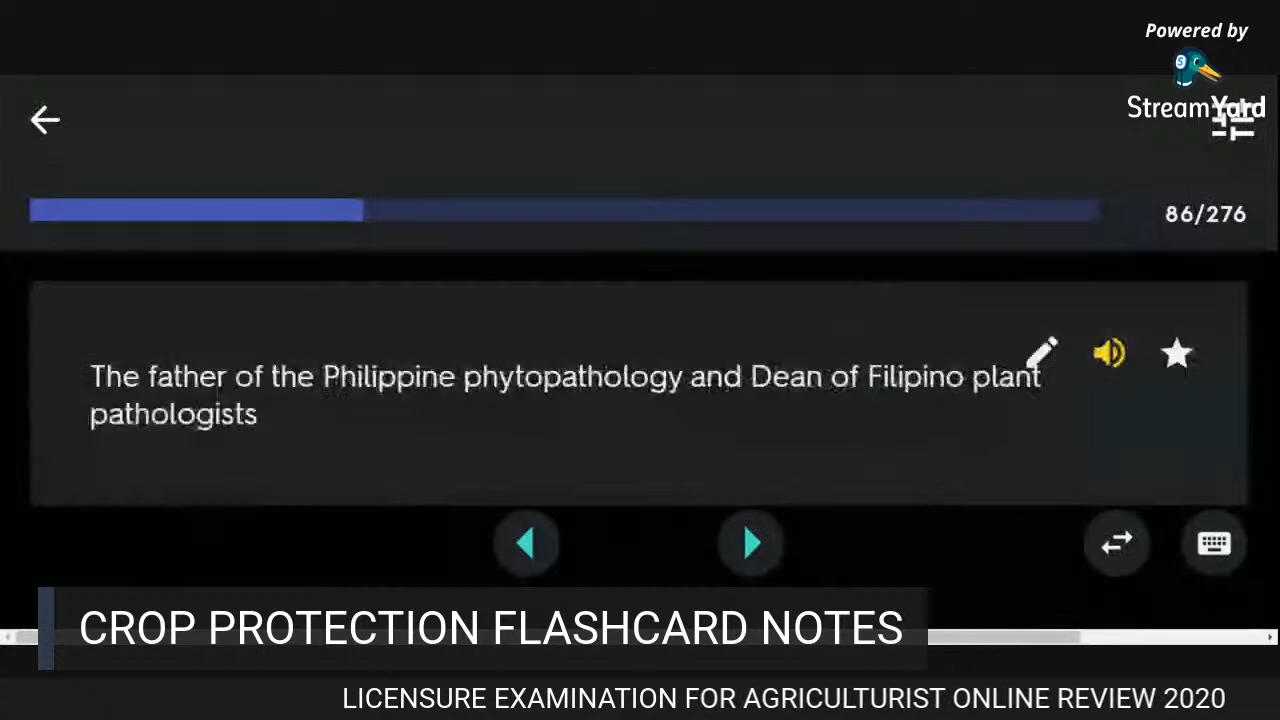 Powered by
StreamYard
86/276
The father of the Philippine phytopathology and Dean of Filipino plant
pathologists
CROP PROTECTION FLASHCARD NOTES
LICENSURE EXAMINATION FOR AGRICULTURIST ONLINE REVIEW 2020